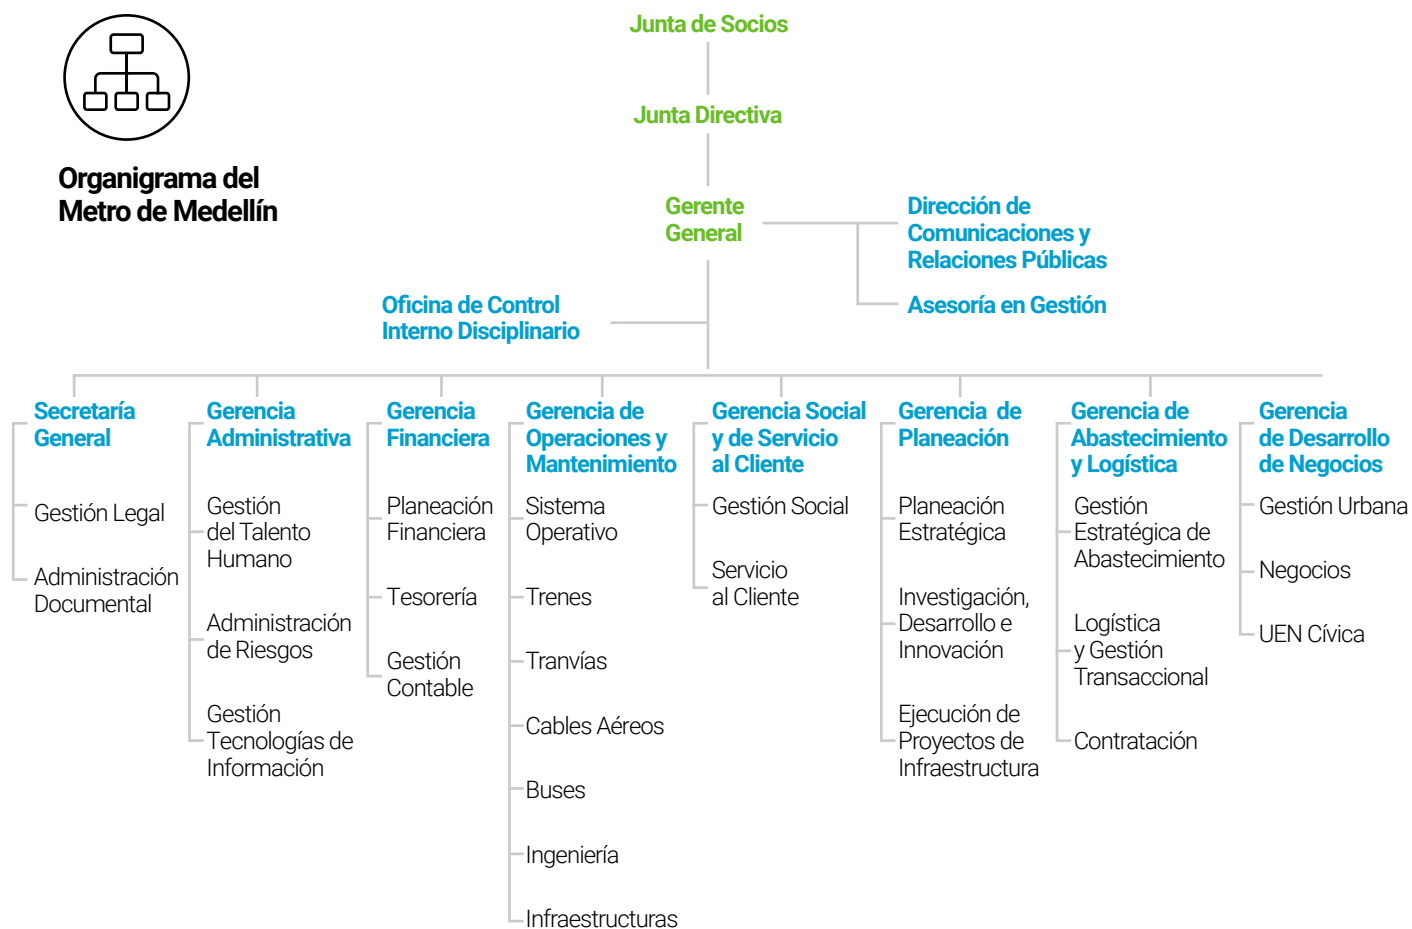 Organigrama del
Metro de Medellín
Junta de Socios
Junta Directiva
Gerente
General
Dirección de
Comunicaciones y
Relaciones Públicas
Asesoría en Gestión
Oficina de Control
Interno Disciplinario
Secretaría
General
Gestión Legal
Administración
Documental
Gerencia
Administrativa
Gestión
del Talento
Humano
Administración
de Riesgos
Gestión
Tecnologías de
Información
Gerencia
Financiera
Planeación
Financiera
Tesorería
Gestión
Contable
Gerencia de
Operaciones y
Mantenimiento
Sistema
Operativo
Trenes
Tranvías
Cables Aéreos
Buses
Ingeniería
Infraestructuras
Gerencia Social
y de Servicio
al Cliente
Gestión Social
Servicio
al Cliente
Gerencia de
Planeación
Planeación
Estratégica
Investigación,
Desarrollo e
Innovación
Ejecución de
Proyectos de
Infraestructura
Gerencia de
Abastecimiento
y Logística
Gestión
Estratégica de
Abastecimiento
Logística
y Gestión
Transaccional
Contratación
Gerencia
de Desarrollo
de Negocios
Gestión Urbana
Negocios
UEN Cívica